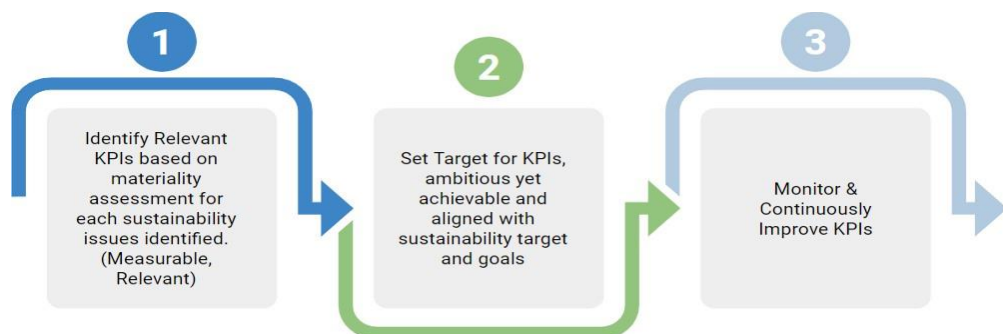 1
Identify Relevant
KPIs based on
materiality
assessment for
each sustainability
issues identified.
(Measurable,
Relevant)
2
Set Target for KPIs,
ambitious yet
achievable and
aligned with
sustainability target
and goals
3
Monitor &
Continuously
Improve KPIs